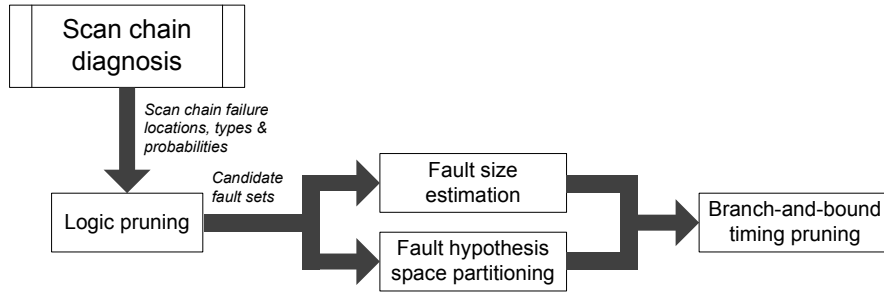 Scan chain
diagnosis
Scan chain failure
locations, types &
probabilities
Candidate
fault sets
Logic pruning
Fault size
estimation
Fault hypothesis
space partitioning
Branch-and-bound
timing pruning